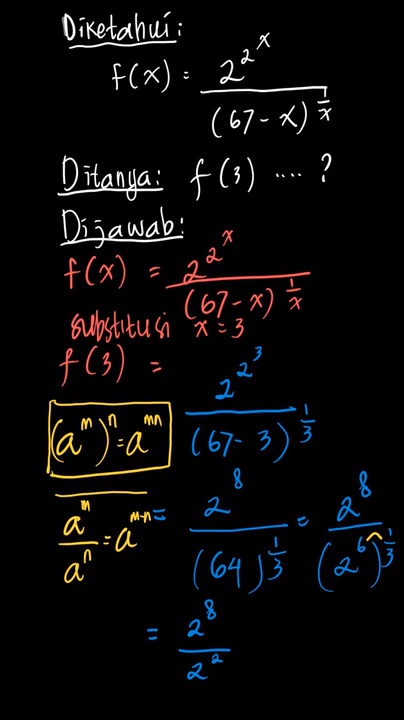 Diketahui:
f(x) = 2^2^x / (67 - x)^(1/x)
Ditanya: f(3) .... ?
Dijawab:
f(x) = 2^2^x / (67 - x)^(1/x)
substitusi x = 3
f(3) = 2^2^3 / (67 - 3)^(1/3)
(a^m)^n = a^mn
a^m / a^n = a^(m-n)
= 2^8 / (64)^(1/3) = 2^8 / (2^6)^(1/3)
= 2^8 / 2^2